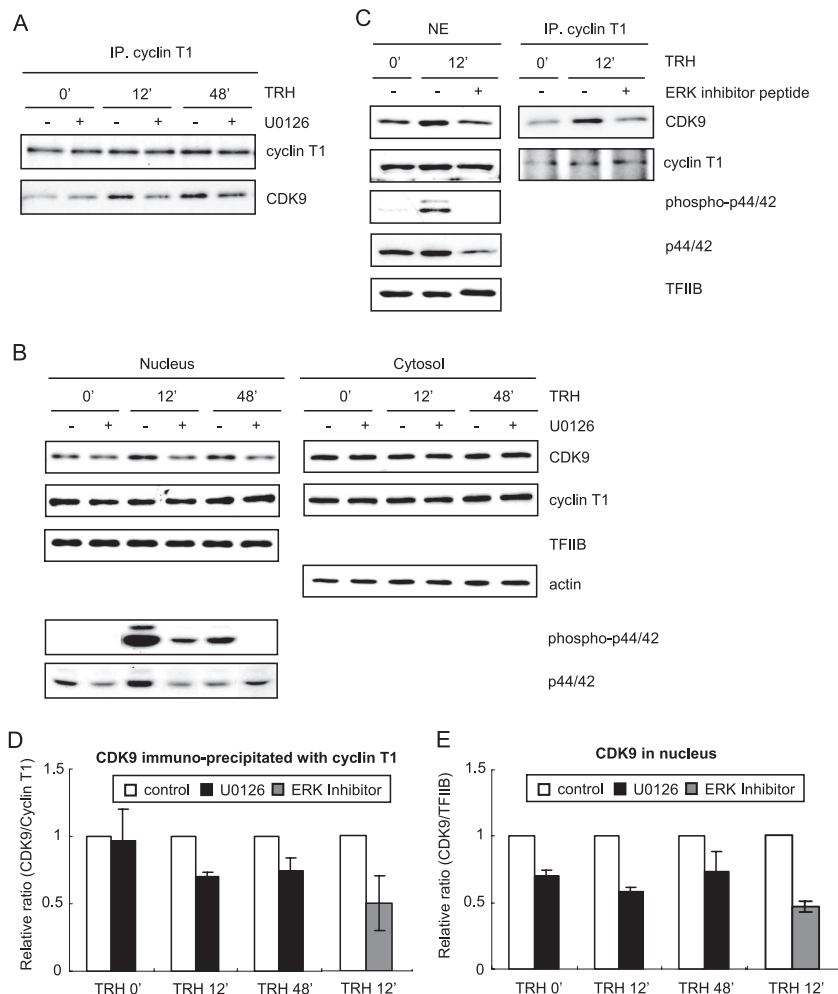 A
IP. cyclin T1
0' 12' 48' TRH
- + - + - + U0126
cyclin T1
CDK9
C
NE IP. cyclin T1
0' 12' 0' 12' TRH
- - + - - + ERK inhibitor peptide
CDK9
cyclin T1
phospho-p44/42
p44/42
TFIIB
B
Nucleus Cytosol
0' 12' 48' 0' 12' 48' TRH
- + - + - + - + - + - + U0126
CDK9
cyclin T1
TFIIB
actin
phospho-p44/42
p44/42
D
CDK9 immuno-precipitated with cyclin T1
Relative ratio (CDK9/Cyclin T1)
1.5
1
0.5
0
control U0126 ERK Inhibitor
TRH 0' TRH 12' TRH 48' TRH 12'
E
CDK9 in nucleus
Relative ratio (CDK9/TFIIB)
1.5
1
0.5
0
control U0126 ERK Inhibitor
TRH 0' TRH 12' TRH 48' TRH 12'